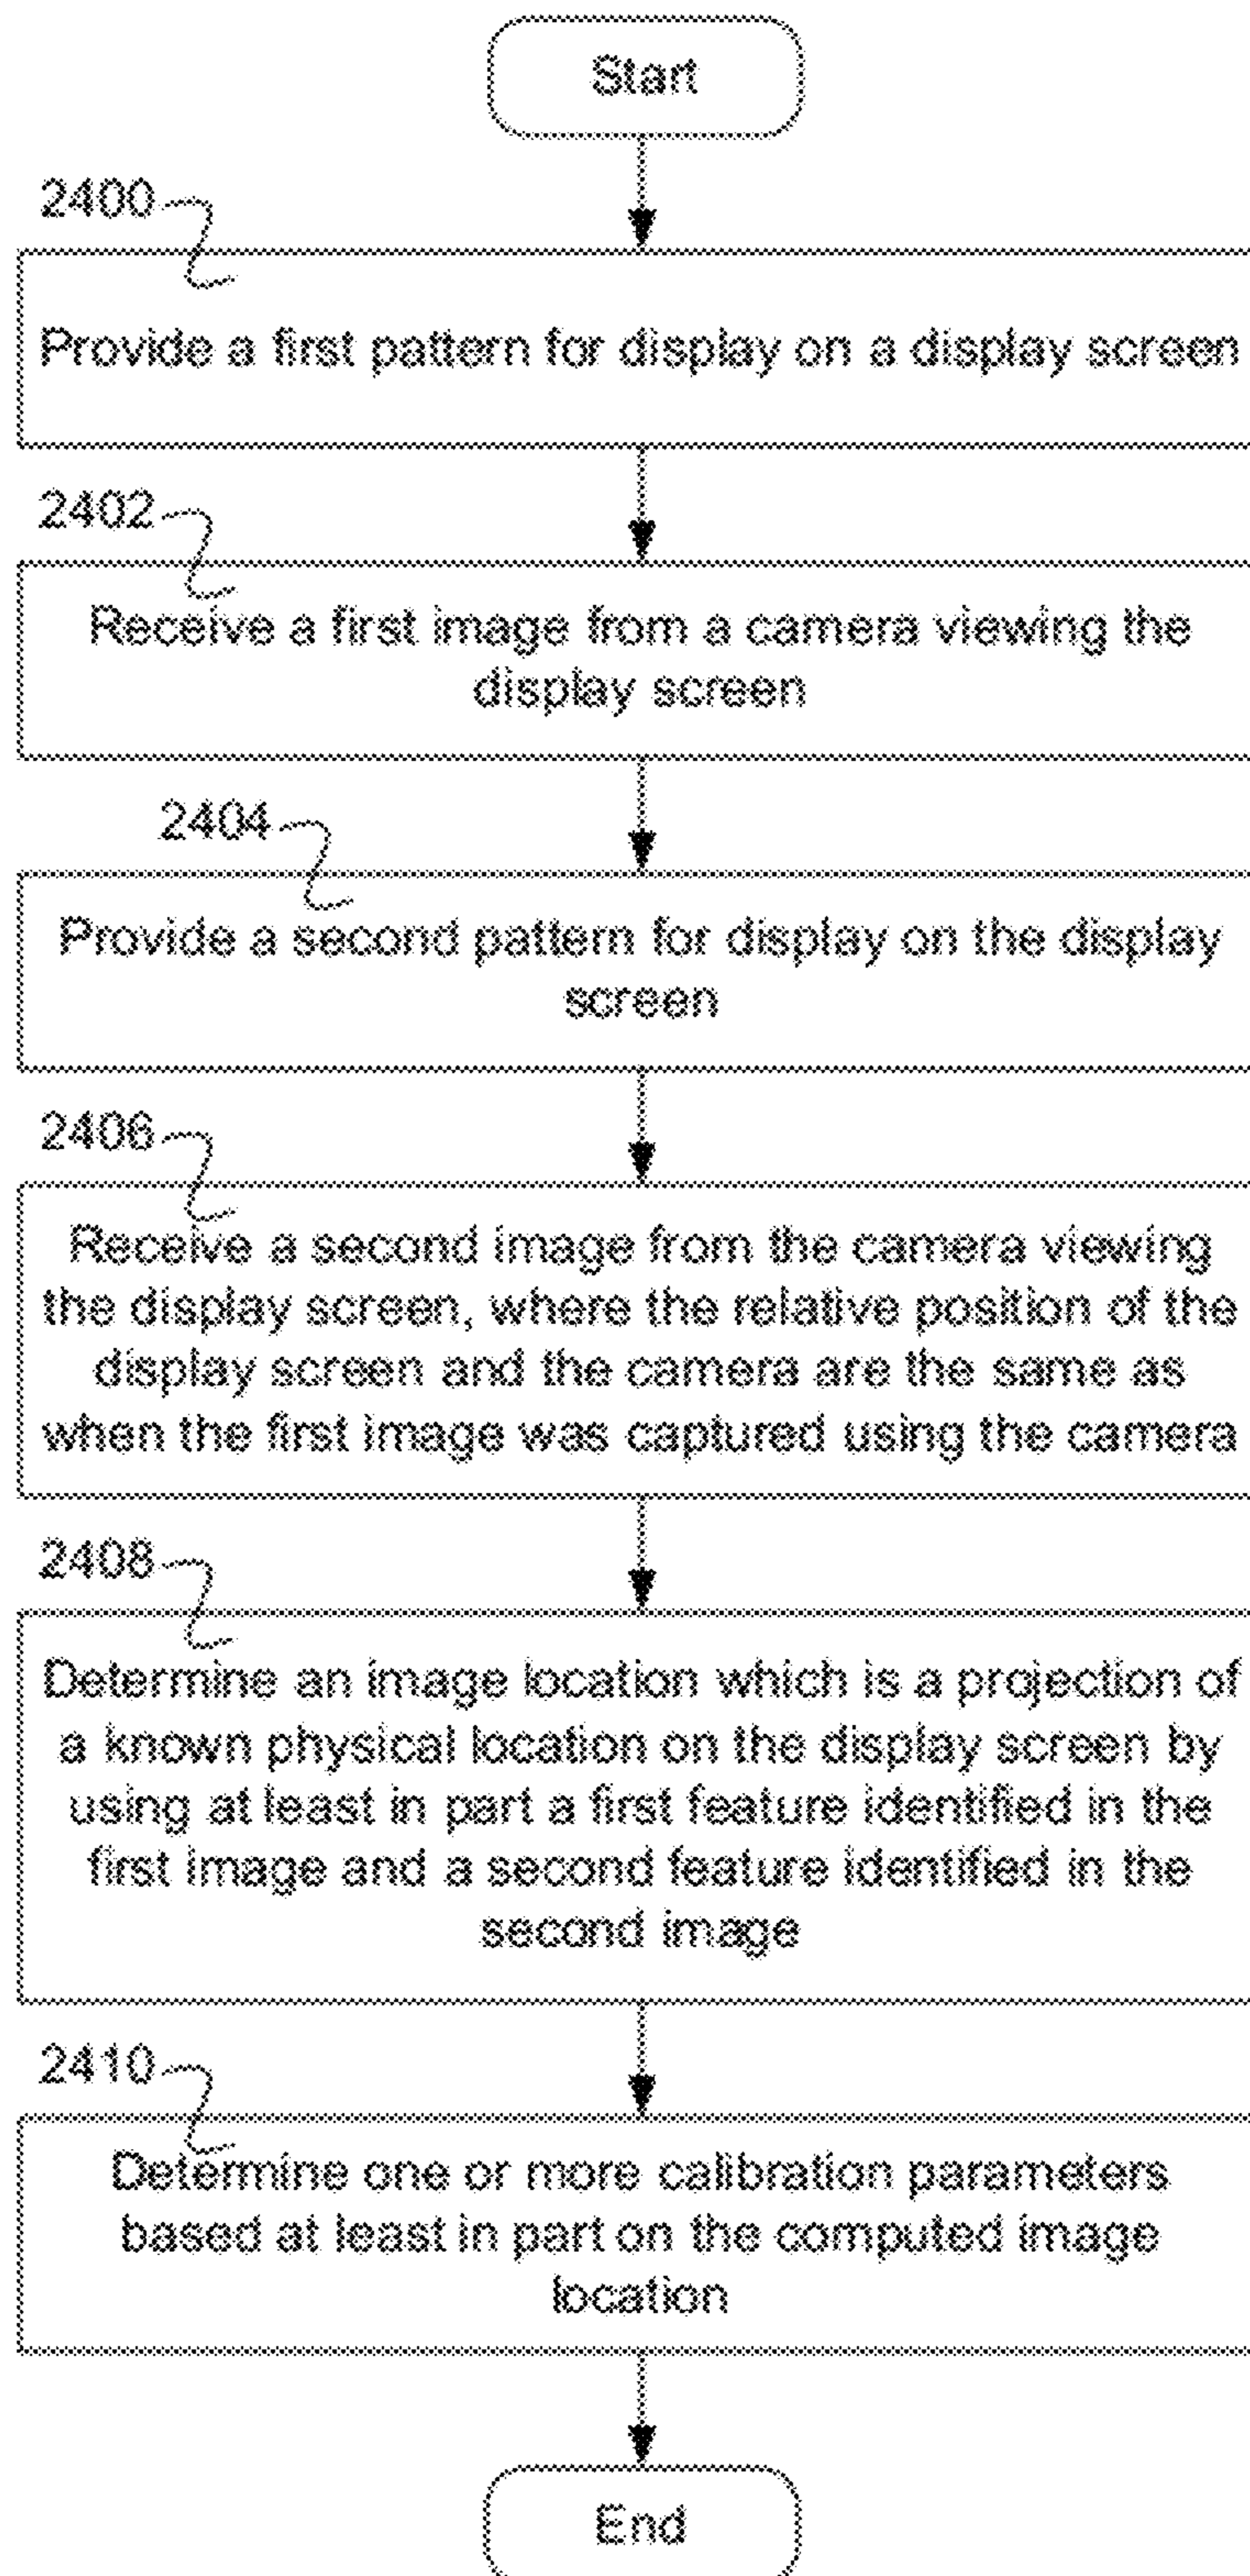 Start
2400
Provide a first pattern for display on a display screen
2402
Receive a first image from a camera viewing the
display screen
2404
Provide a second pattern for display on the display
screen
2406
Receive a second image from the camera viewing
the display screen, where the relative position of the
display screen and the camera are the same as
when the first image was captured using the camera
2408
Determine an image location which is a projection of
a known physical location on the display screen by
using at least in part a first feature identified in the
first image and a second feature identified in the
second image
2410
Determine one or more calibration parameters
based at least in part on the computed image
location
End